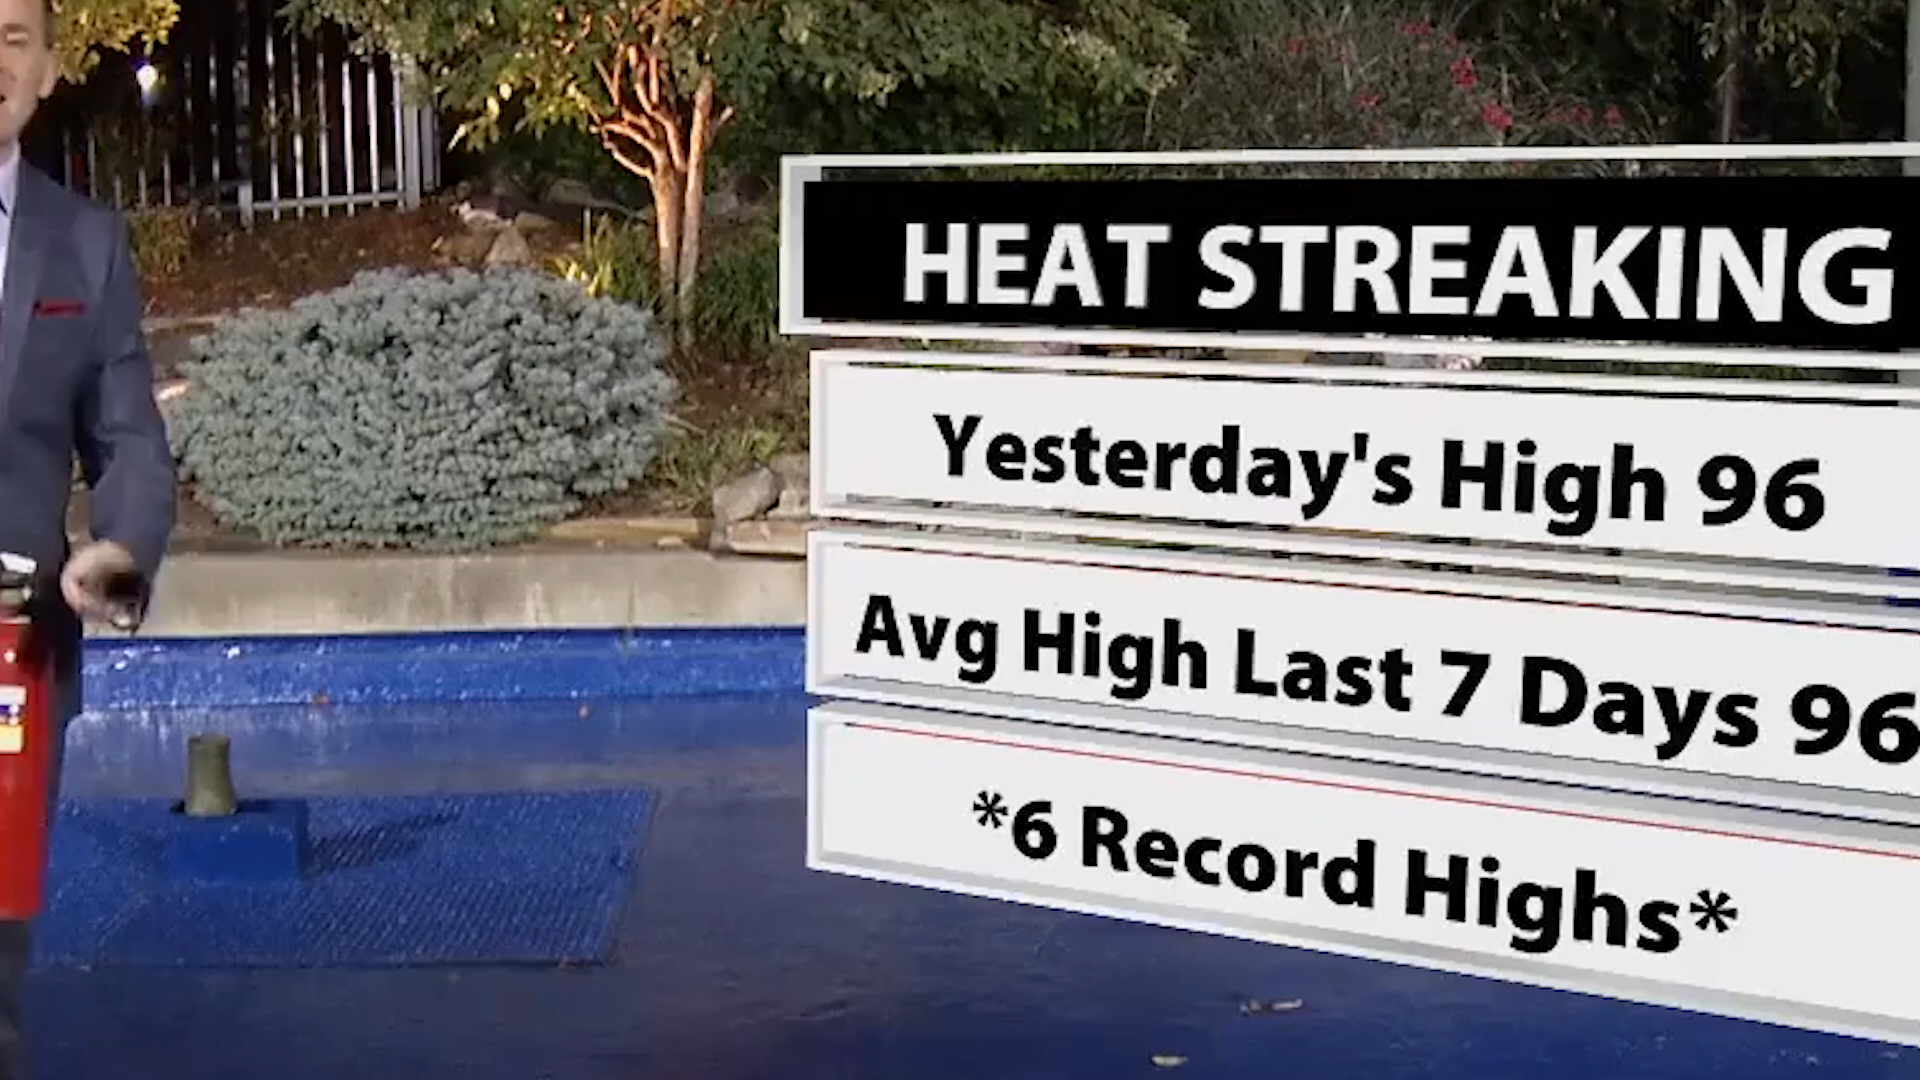 HEAT STREAKING
Yesterday's High 96
Avg High Last 7 Days 96
*6 Record Highs*